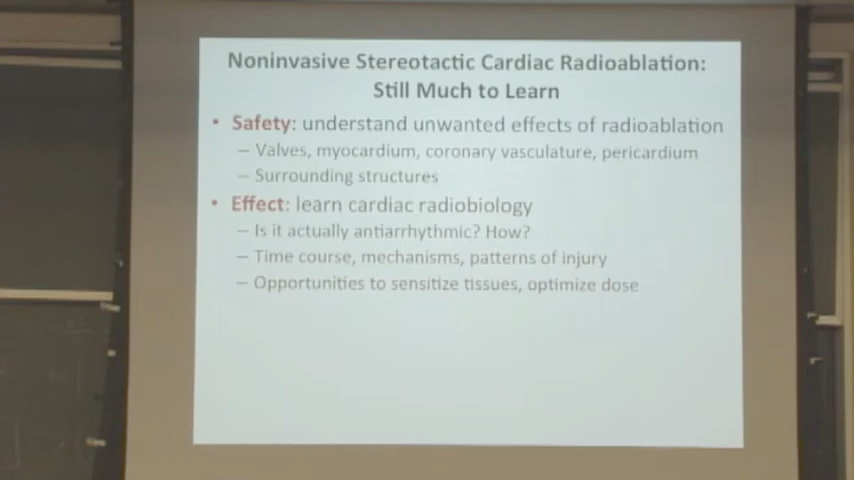 Noninvasive Stereotactic Cardiac Radioablation:
Still Much to Learn
• Safety: understand unwanted effects of radioablation
– Valves, myocardium, coronary vasculature, pericardium
– Surrounding structures
• Effect: learn cardiac radiobiology
– Is it actually antiarrhythmic? How?
– Time course, mechanisms, patterns of injury
– Opportunities to sensitize tissues, optimize dose